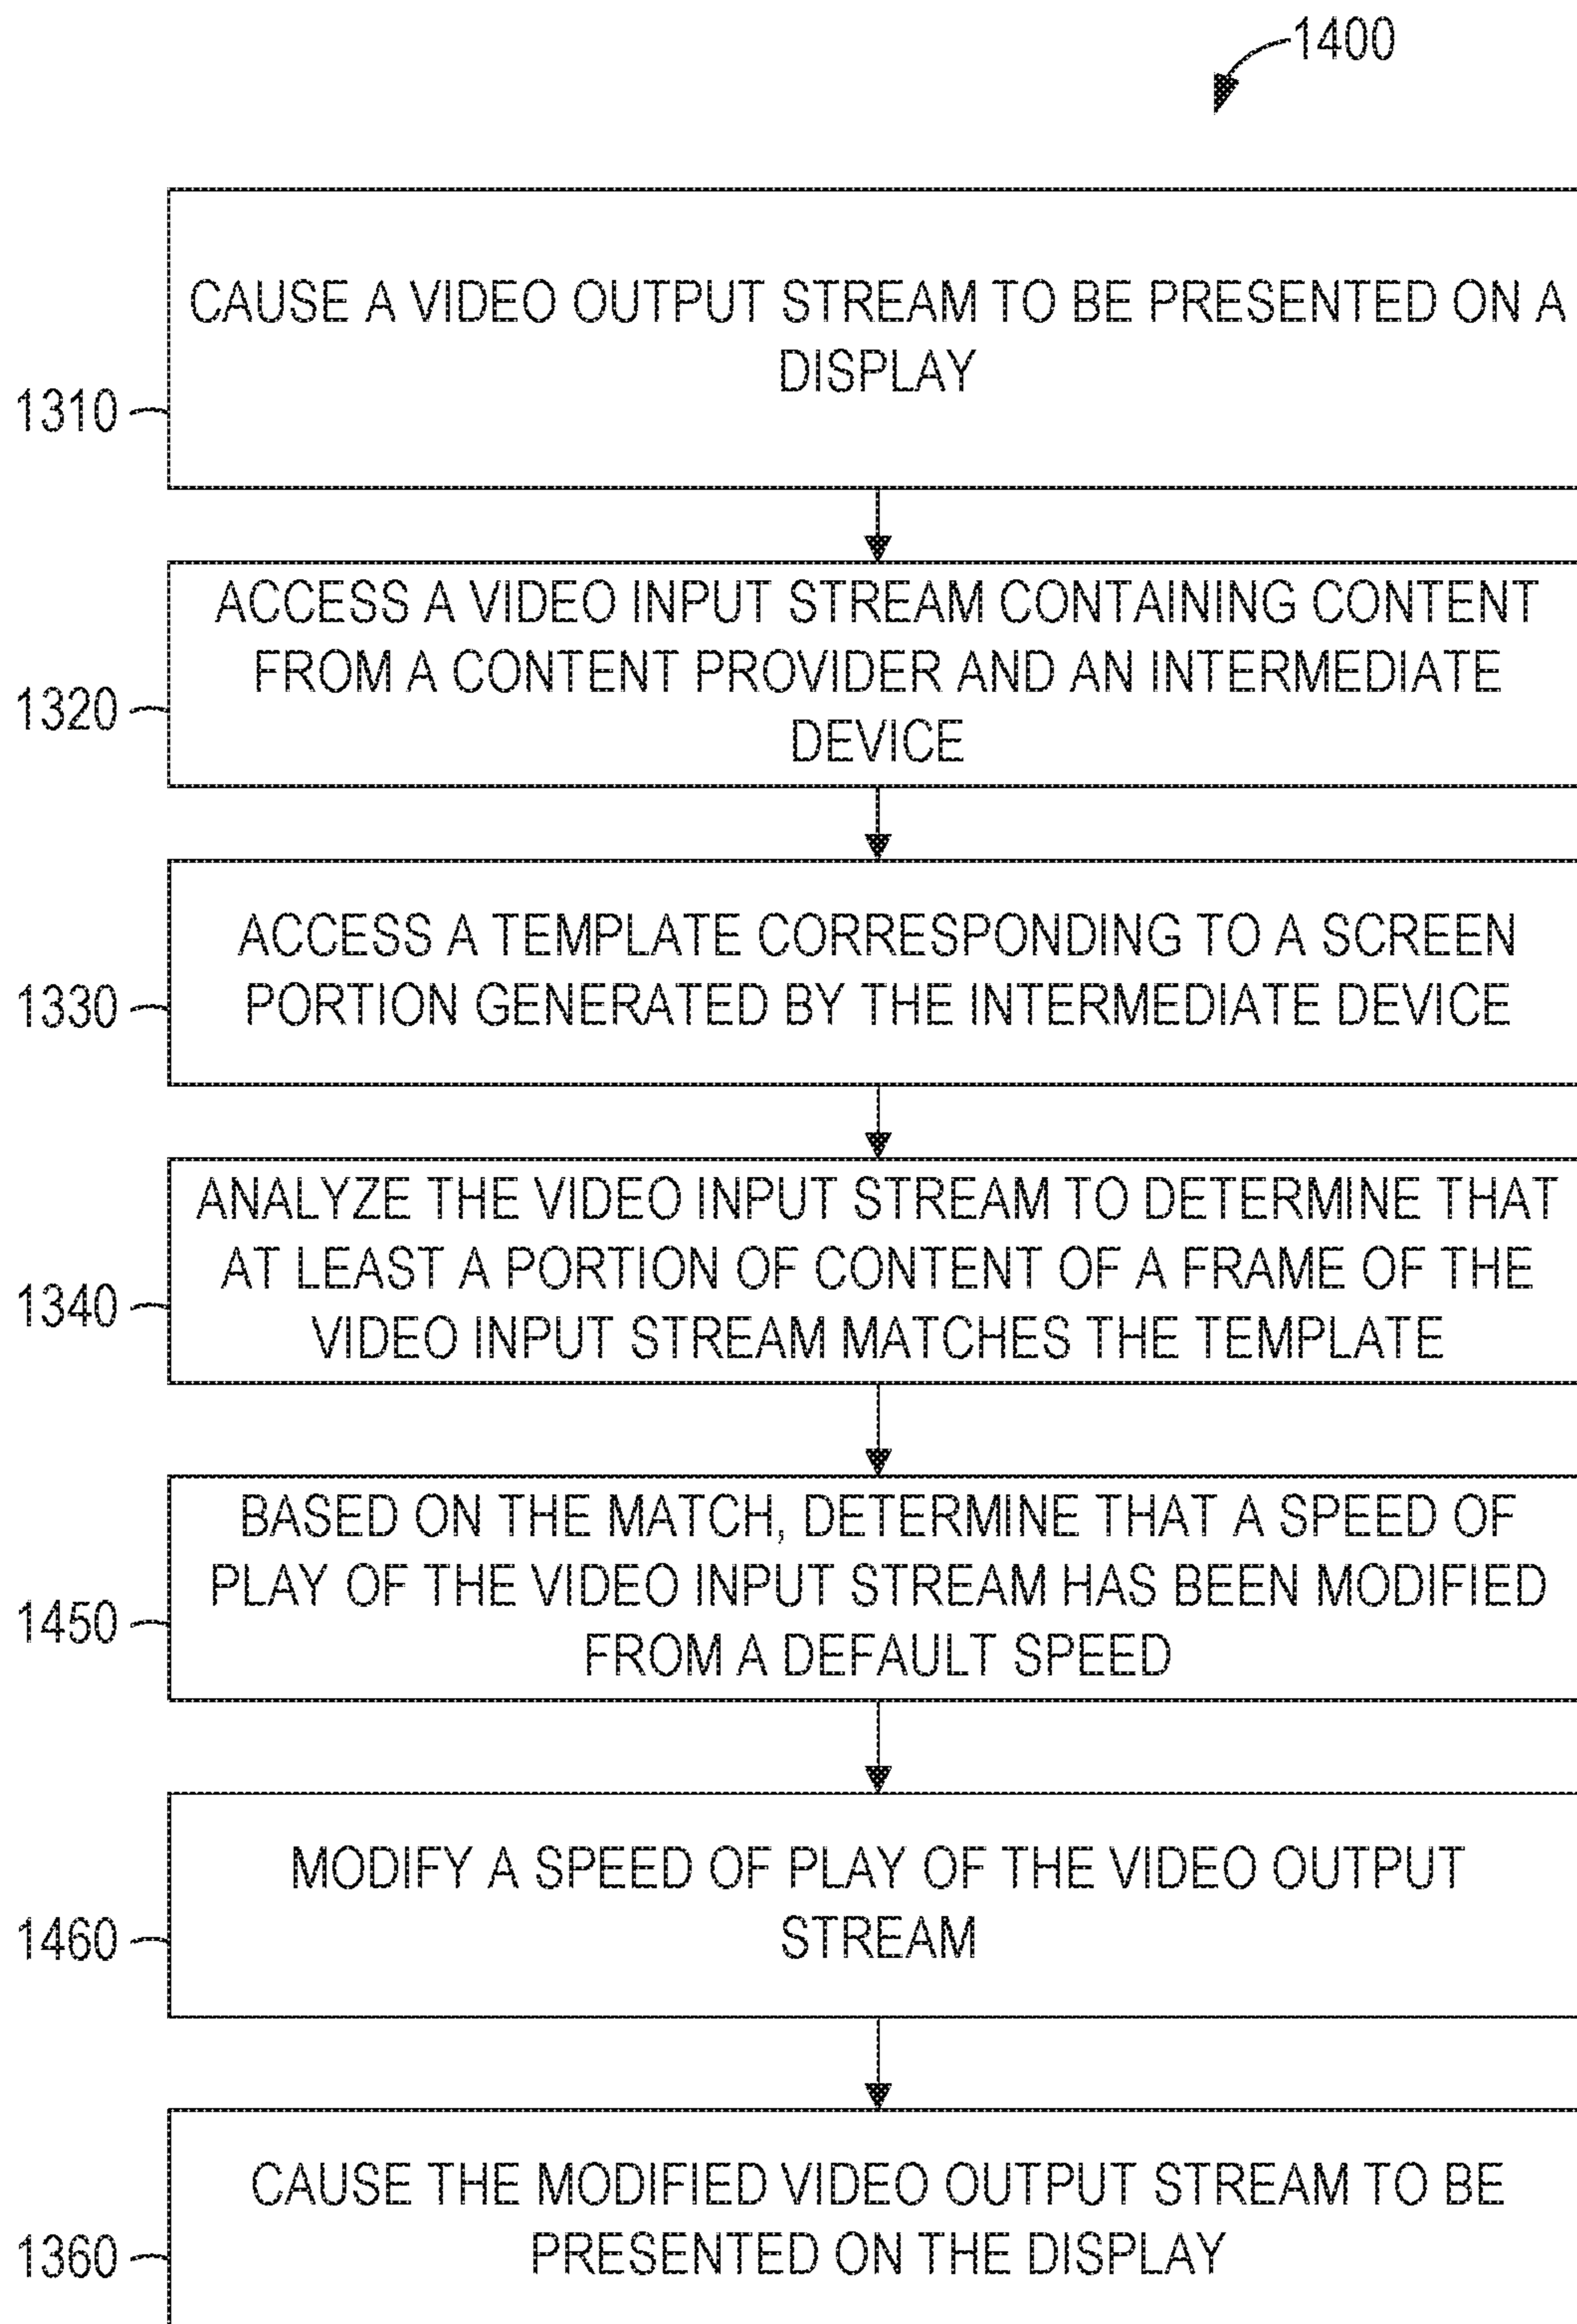 1400
CAUSE A VIDEO OUTPUT STREAM TO BE PRESENTED ON A
DISPLAY
1310
ACCESS A VIDEO INPUT STREAM CONTAINING CONTENT
FROM A CONTENT PROVIDER AND AN INTERMEDIATE
DEVICE
1320
ACCESS A TEMPLATE CORRESPONDING TO A SCREEN
PORTION GENERATED BY THE INTERMEDIATE DEVICE
1330
ANALYZE THE VIDEO INPUT STREAM TO DETERMINE THAT
AT LEAST A PORTION OF CONTENT OF A FRAME OF THE
VIDEO INPUT STREAM MATCHES THE TEMPLATE
1340
BASED ON THE MATCH, DETERMINE THAT A SPEED OF
PLAY OF THE VIDEO INPUT STREAM HAS BEEN MODIFIED
FROM A DEFAULT SPEED
1450
MODIFY A SPEED OF PLAY OF THE VIDEO OUTPUT
STREAM
1460
CAUSE THE MODIFIED VIDEO OUTPUT STREAM TO BE
PRESENTED ON THE DISPLAY
1360